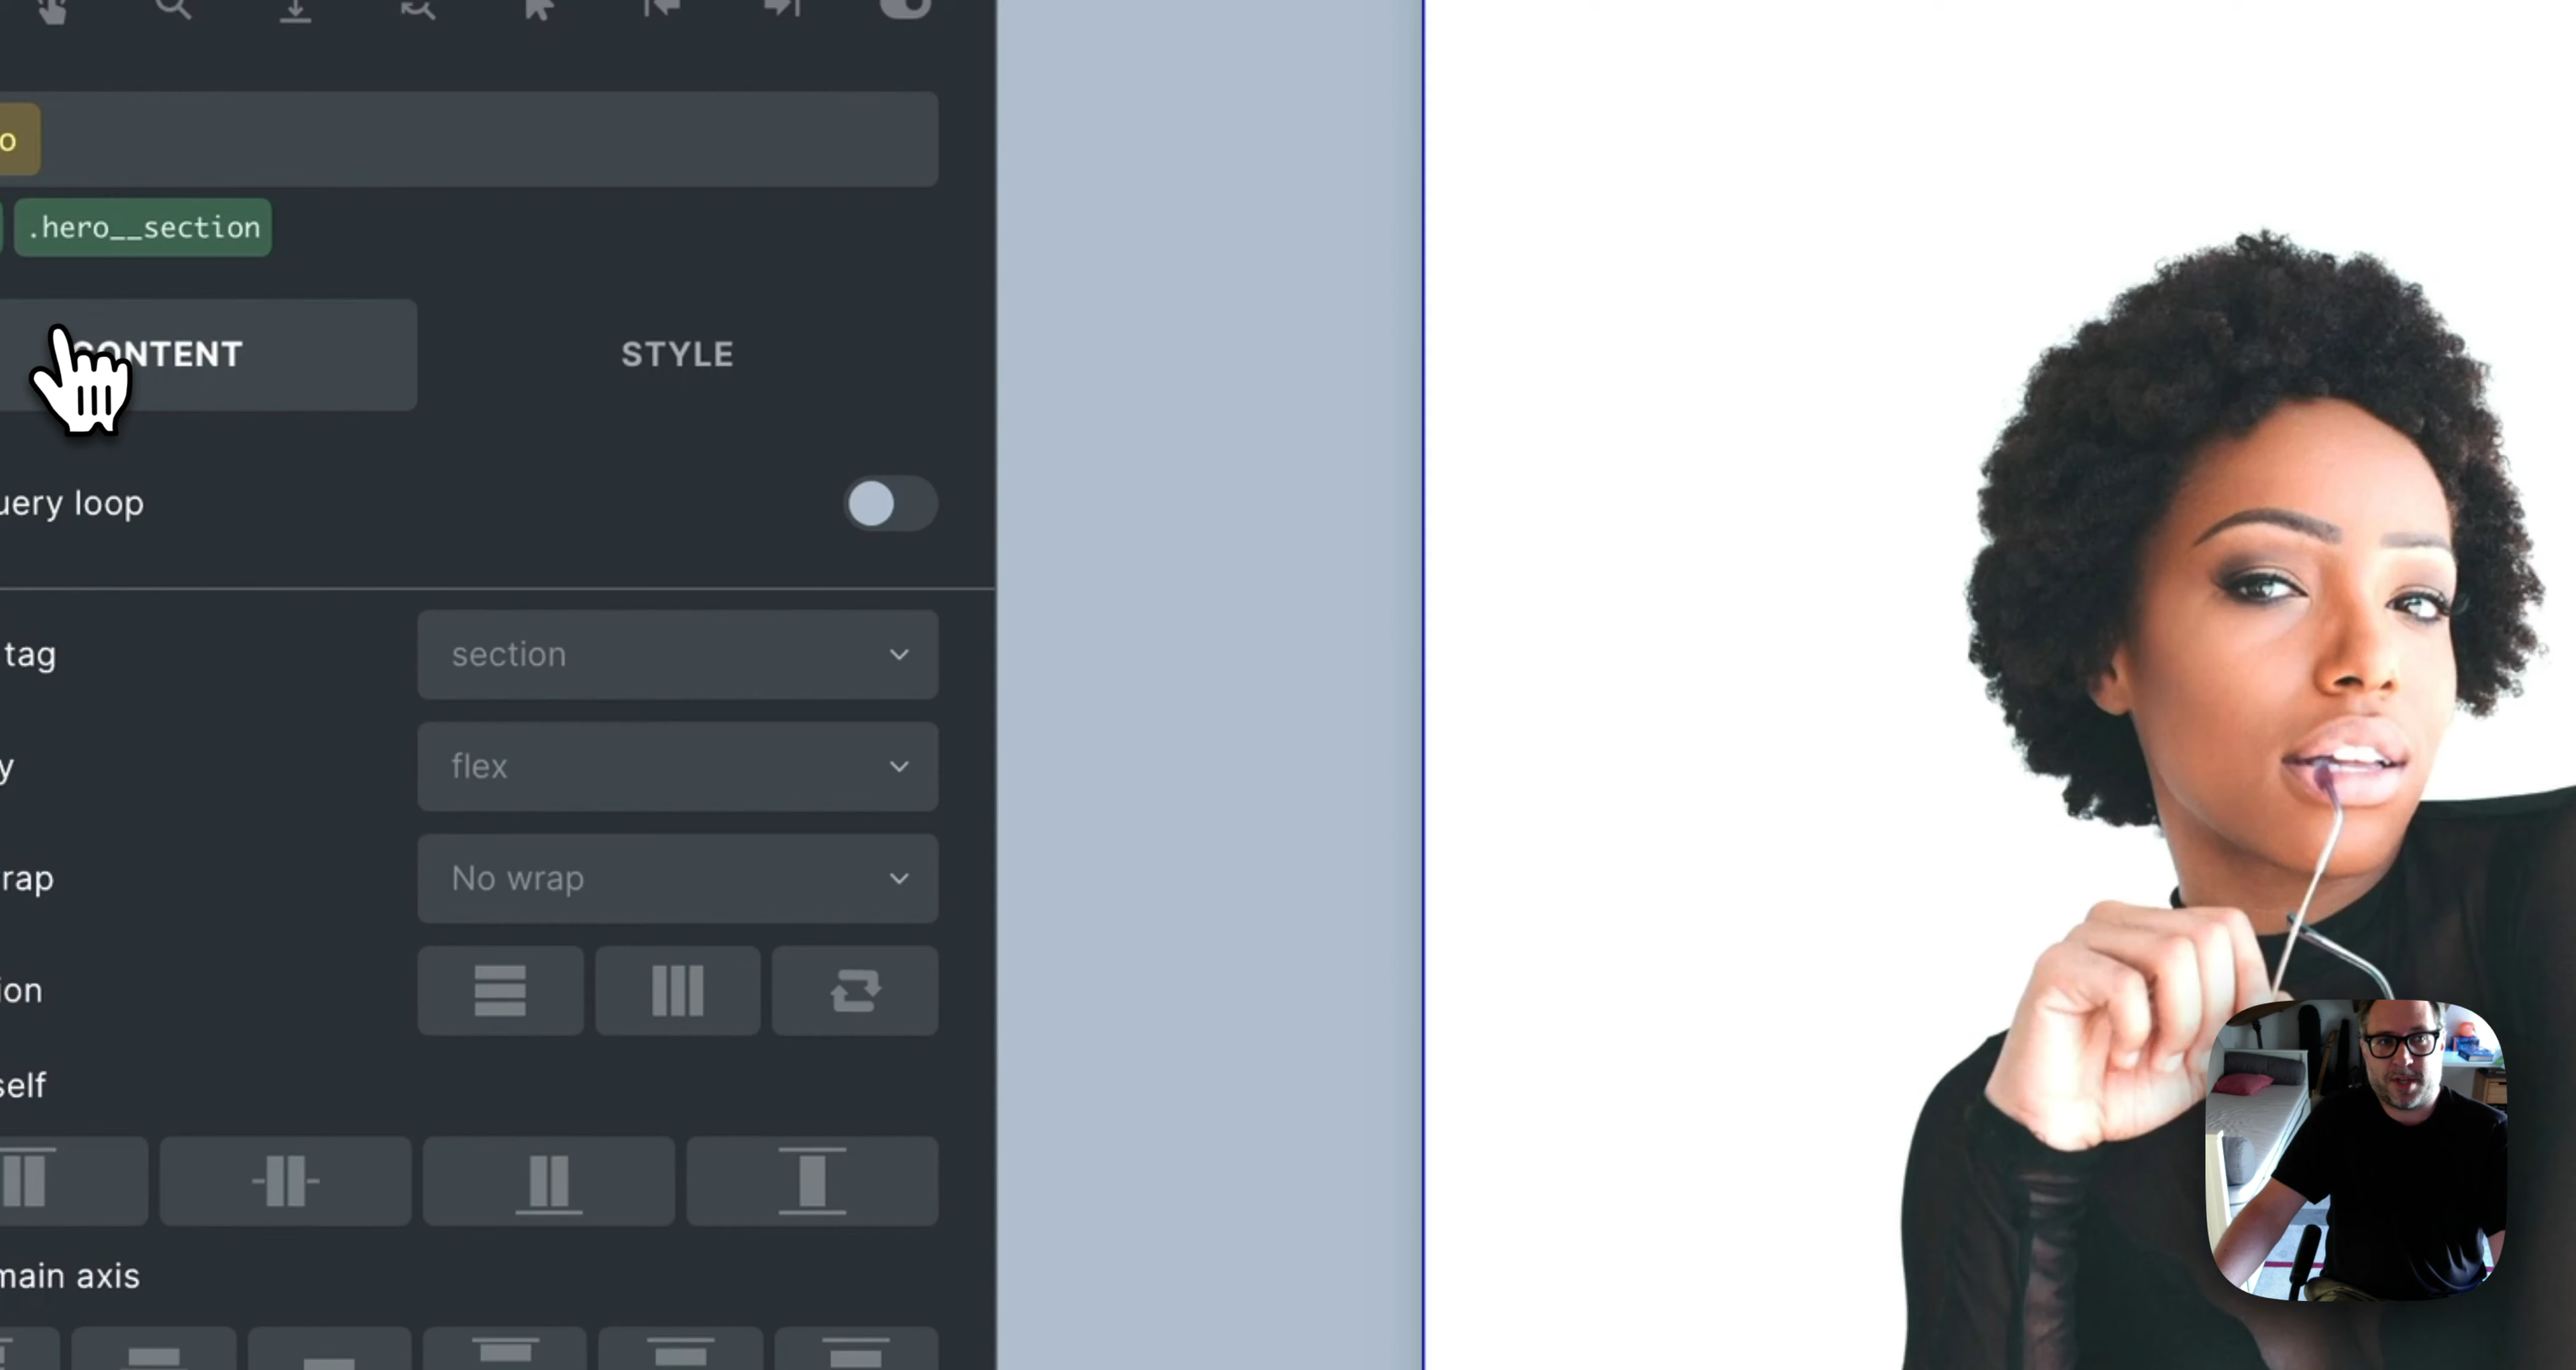 o
.hero__section
CONTENT
STYLE
uery loop
tag
section
y
flex
rap
No wrap
ion
self
main axis